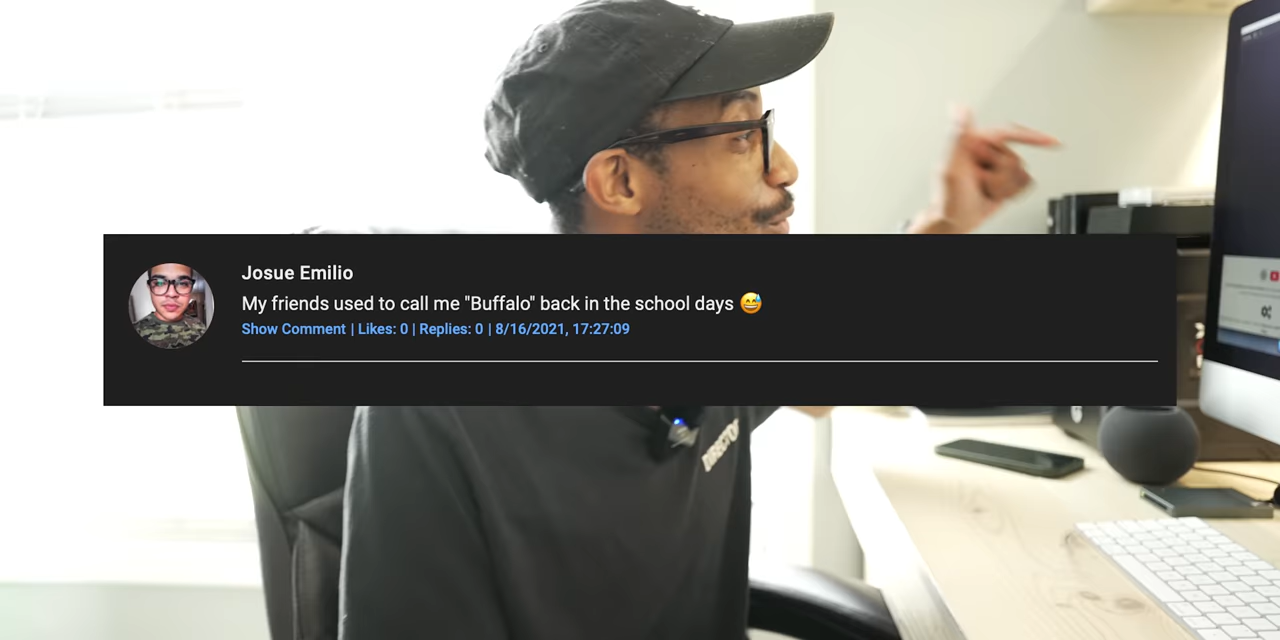 Josue Emilio
My friends used to call me "Buffalo" back in the school days 😅
Show Comment | Likes: 0 | Replies: 0 | 8/16/2021, 17:27:09
DIRECTOR